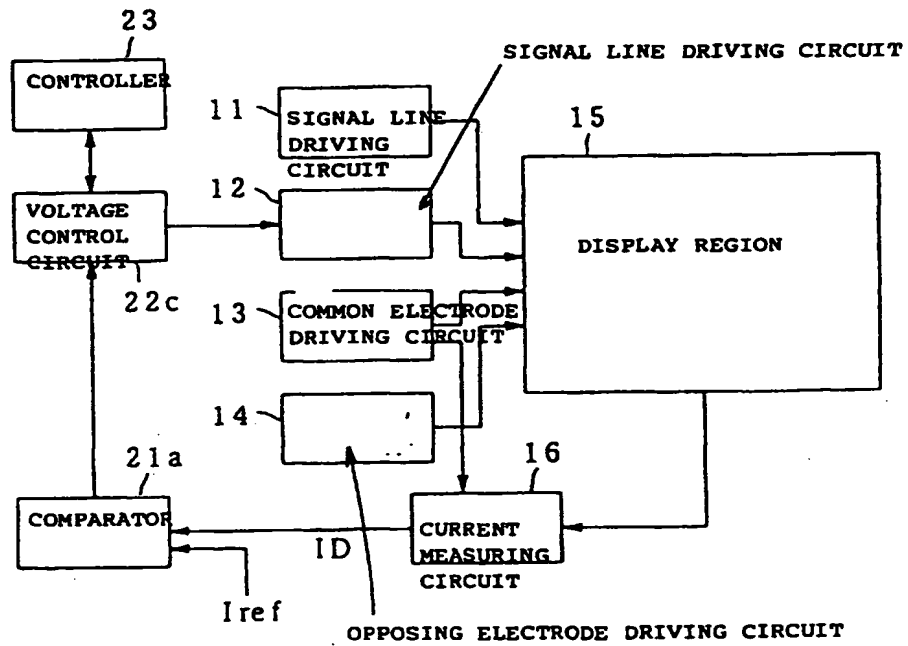 23
CONTROLLER
SIGNAL LINE DRIVING CIRCUIT
11
SIGNAL LINE
DRIVING
CIRCUIT
15
12
VOLTAGE
CONTROL
CIRCUIT
DISPLAY REGION
22c
13
COMMON ELECTRODE
DRIVING CIRCUIT
14
21a
16
COMPARATOR
CURRENT
MEASURING
CIRCUIT
ID
Iref
OPPOSING ELECTRODE DRIVING CIRCUIT